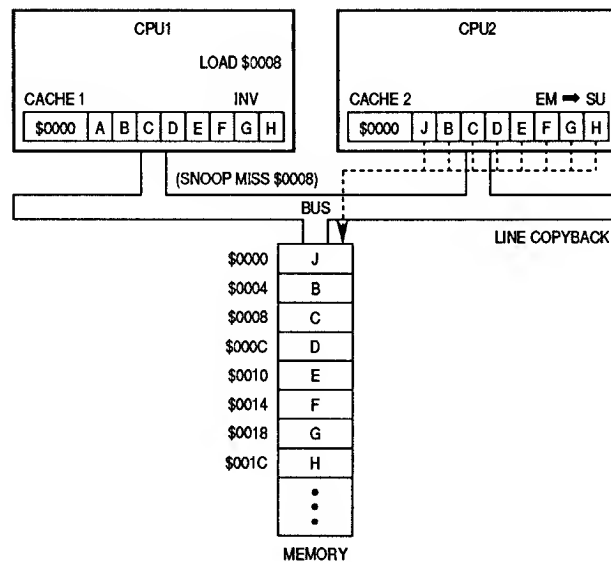 CPU1
LOAD $0008
CACHE 1 INV
$0000 A B C D E F G H
CPU2
CACHE 2 EM ➡ SU
$0000 J B C D E F G H
(SNOOP MISS $0008)
BUS
LINE COPYBACK
$0000 J
$0004 B
$0008 C
$000C D
$0010 E
$0014 F
$0018 G
$001C H
MEMORY